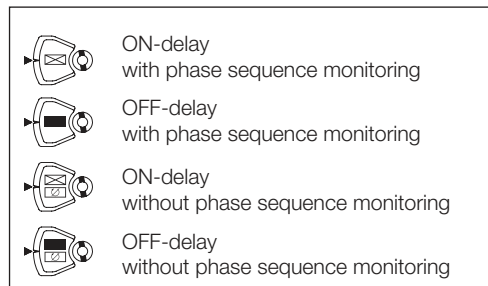 ON-delay
with phase sequence monitoring
OFF-delay
with phase sequence monitoring
ON-delay
without phase sequence monitoring
OFF-delay
without phase sequence monitoring